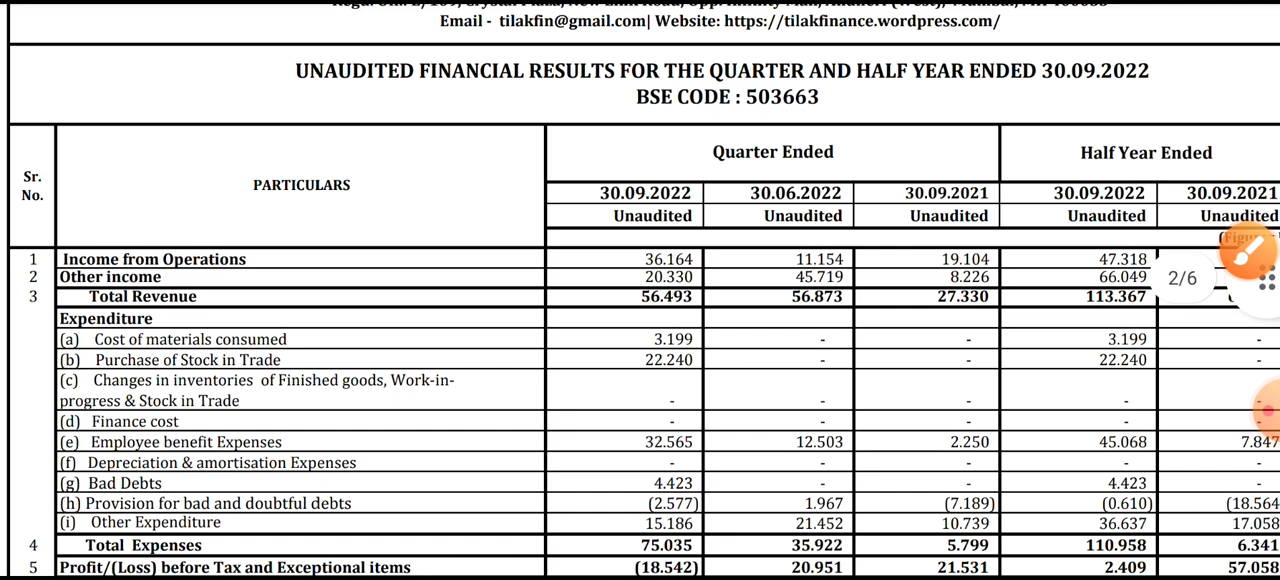 Email - tilakfin@gmail.com| Website: https://tilakfinance.wordpress.com/
UNAUDITED FINANCIAL RESULTS FOR THE QUARTER AND HALF YEAR ENDED 30.09.2022
BSE CODE : 503663
Sr. No. PARTICULARS Quarter Ended Half Year Ended
30.09.2022 30.06.2022 30.09.2021 30.09.2022 30.09.2021
Unaudited Unaudited Unaudited Unaudited Unaudited
1 Income from Operations 36.164 11.154 19.104 47.318
2 Other income 20.330 45.719 8.226 66.049
2/6
3 Total Revenue 56.493 56.873 27.330 113.367
Expenditure
(a) Cost of materials consumed 3.199 - - 3.199 -
(b) Purchase of Stock in Trade 22.240 - - 22.240 -
(c) Changes in inventories of Finished goods, Work-in-
progress & Stock in Trade - - - - -
(d) Finance cost - - - - -
(e) Employee benefit Expenses 32.565 12.503 2.250 45.068 7.847
(f) Depreciation & amortisation Expenses - - - - -
(g) Bad Debts 4.423 - - 4.423 -
(h) Provision for bad and doubtful debts (2.577) 1.967 (7.189) (0.610) (18.564
(i) Other Expenditure 15.186 21.452 10.739 36.637 17.058
4 Total Expenses 75.035 35.922 5.799 110.958 6.341
5 Profit/(Loss) before Tax and Exceptional items (18.542) 20.951 21.531 2.409 57.058